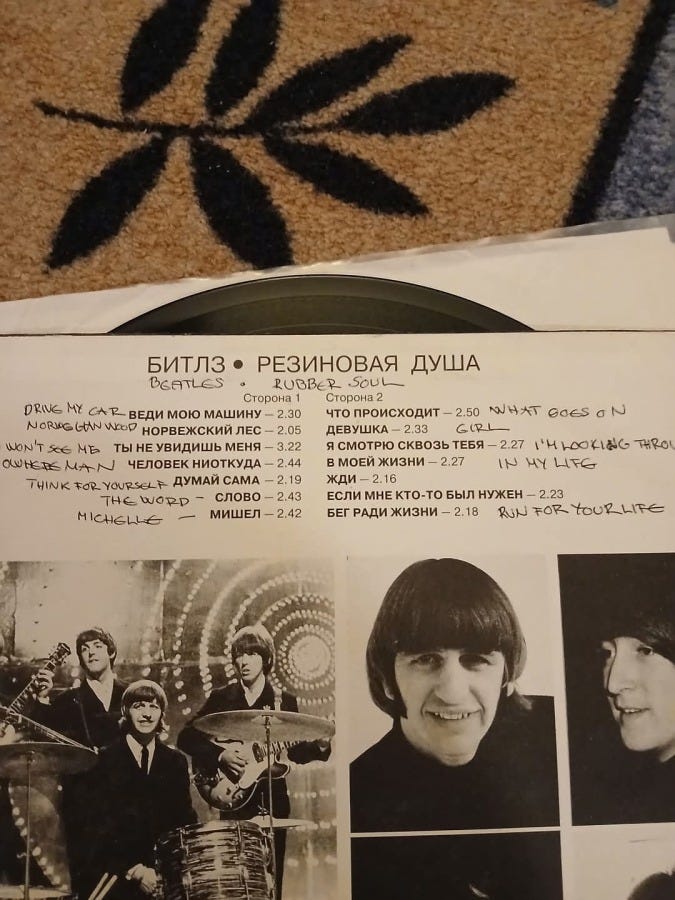 БИТЛЗ • РЕЗИНОВАЯ ДУША
BEATLES • RUBBER SOUL
Сторона 1
DRIVE MY CAR ВЕДИ МОЮ МАШИНУ – 2.30
NORWEGIAN WOOD НОРВЕЖСКИЙ ЛЕС – 2.05
WON'T SEE ME ТЫ НЕ УВИДИШЬ МЕНЯ – 3.22
OWHERE MAN ЧЕЛОВЕК НИОТКУДА – 2.44
THINK FOR YOURSELF ДУМАЙ САМА – 2.19
THE WORD – СЛОВО – 2.43
MICHELLE – МИШЕЛ – 2.42
Сторона 2
ЧТО ПРОИСХОДИТ – 2.50 WHAT GOES ON
ДЕВУШКА – 2.33 GIRL
Я СМОТРЮ СКВОЗЬ ТЕБЯ – 2.27 I'M LOOKING THROU
В МОЕЙ ЖИЗНИ – 2.27 IN MY LIFE
ЖДИ – 2.16
ЕСЛИ МНЕ КТО-ТО БЫЛ НУЖЕН – 2.23
БЕГ РАДИ ЖИЗНИ – 2.18 RUN FOR YOUR LIFE